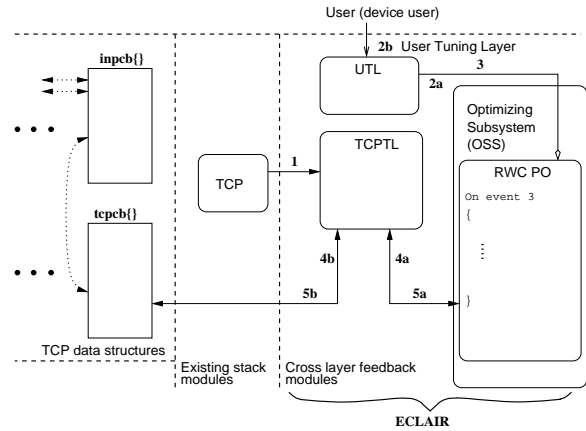 User (device user)
2b
User Tuning Layer
inpcb{}
UTL
3
2a
Optimizing
Subsystem
(OSS)
TCPTL
1
TCP
RWC PO
On event 3
{
}
tcpcb{}
4b
4a
5b
5a
TCP data structures
Existing stack
modules
Cross layer feedback
modules
ECLAIR